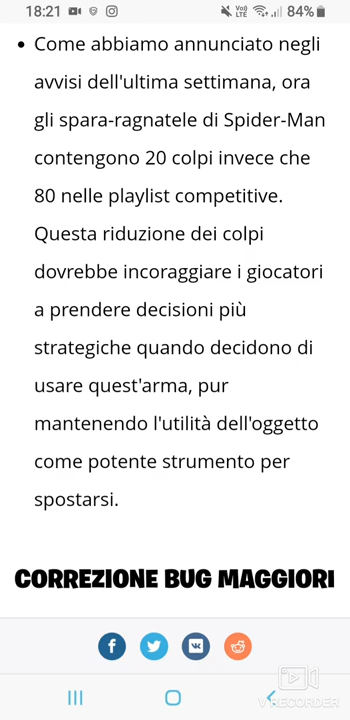 18:21
Vo))
LTE
84%
• Come abbiamo annunciato negli
avvisi dell'ultima settimana, ora
gli spara-ragnatele di Spider-Man
contengono 20 colpi invece che
80 nelle playlist competitive.
Questa riduzione dei colpi
dovrebbe incoraggiare i giocatori
a prendere decisioni più
strategiche quando decidono di
usare quest'arma, pur
mantenendo l'utilità dell'oggetto
come potente strumento per
spostarsi.
CORREZIONE BUG MAGGIORI
VRECORDER